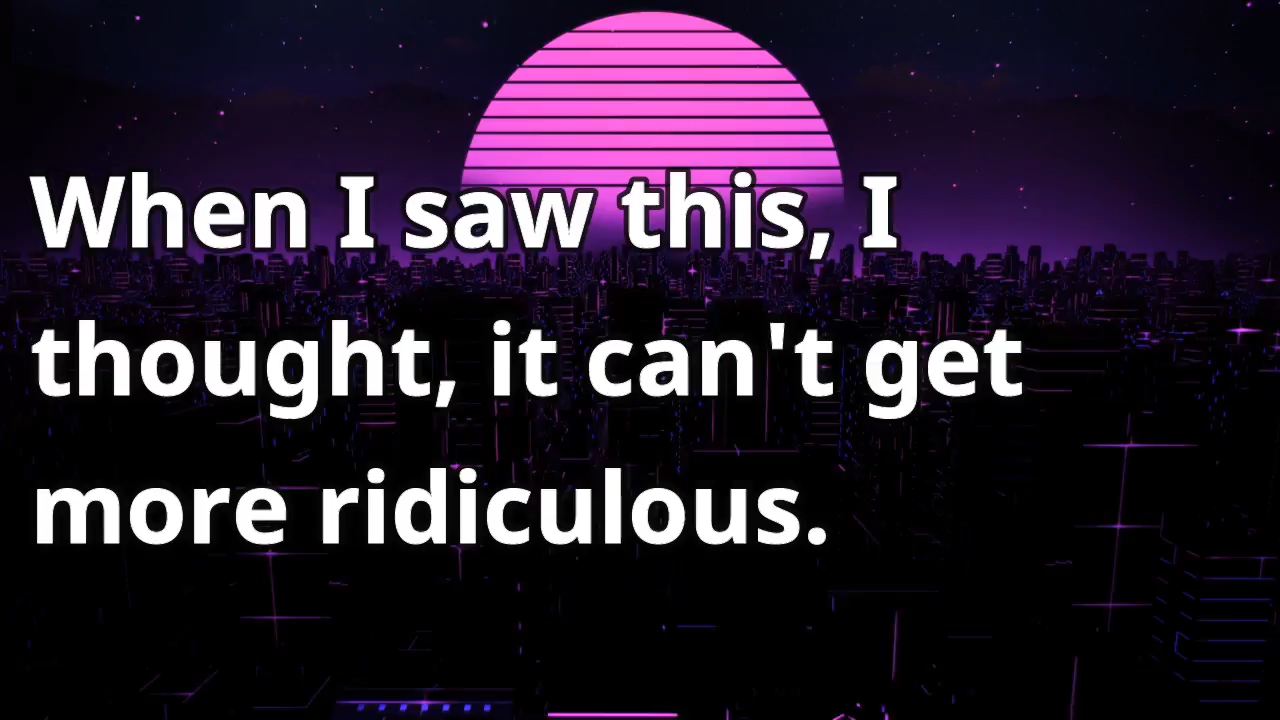 When I saw this, I
thought, it can't get
more ridiculous.